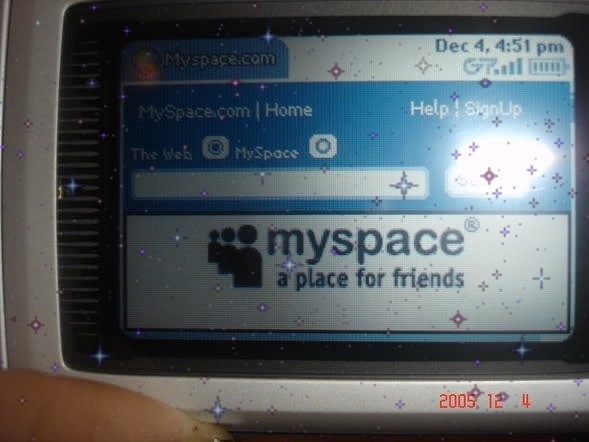 Dec 4, 4:51 pm
Myspace.com
MySpace.com | Home
Help ¦ SignUp
The Web
MySpace
myspace®
a place for friends
2005 12 4